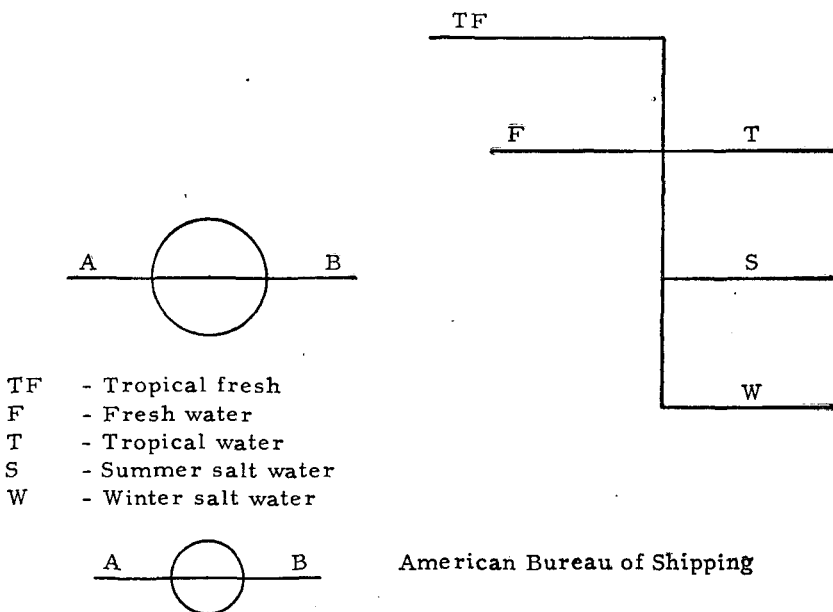 TF
F T
A B S
W
TF - Tropical fresh
F - Fresh water
T - Tropical water
S - Summer salt water
W - Winter salt water
A B American Bureau of Shipping